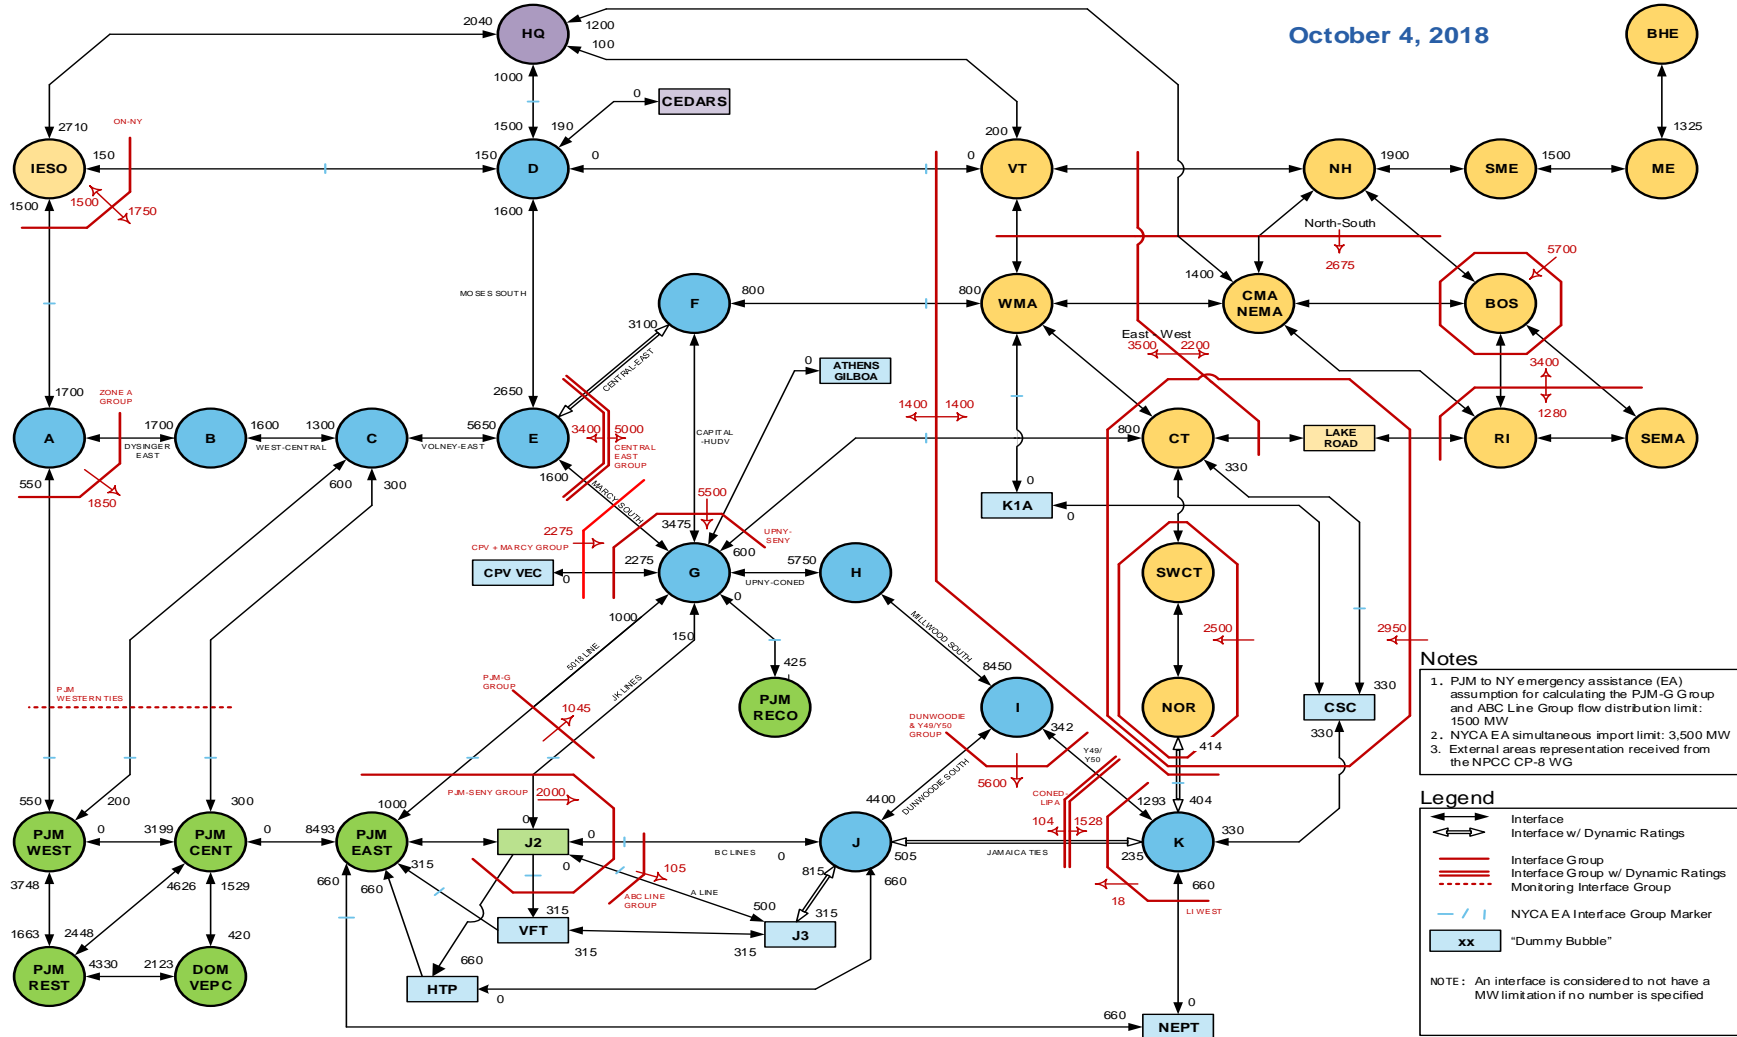 October 4, 2018
2040
HQ
1200
100
BHE
1000
0
CEDARS
1325
2710
ON-NY
1500
190
200
IESO
150
150
D
0
0
VT
NH
1900
SME
1500
ME
1500
1500
1750
1600
North-South
2675
5700
MOSES SOUTH
F
800
800
WMA
1400
CMA
NEMA
BOS
3100
CENTRAL-EAST
East - West
3500
2200
3400
1280
0
ATHENS
GILBOA
1700
ZONE A
GROUP
2650
1400
1400
A
1700
DYSINGER
EAST
B
1600
WEST-CENTRAL
1300
C
VOLNEY-EAST
5650
E
3400
5000
CENTRAL
EAST
GROUP
CAPITAL
-HUDV
800
CT
LAKE
ROAD
RI
SEMA
550
1850
600
300
1600
MARCY SOUTH
330
0
K1A
0
5500
2275
CPV + MARCY GROUP
3475
UPNY-
SENY
600
CPV VEC
0
2275
G
5750
UPNY-CONED
H
SWCT
1000
0
150
MILLWOOD SOUTH
2500
2950
5018 LINE
JK LINES
PJM-G
GROUP
1045
425
PJM
RECO
8450
I
342
NOR
414
330
CSC
330
PJM
WESTERN TIES
DUNWOODIE
& Y49/Y50
GROUP
5600
Y49/
Y50
DUNWOODIE SOUTH
Notes
1. PJM to NY emergency assistance (EA)
assumption for calculating the PJM-G Group
and ABC Line Group flow distribution limit:
1500 MW
2. NYCA EA simultaneous import limit: 3,500 MW
3. External areas representation received from
the NPCC CP-8 WG
550
200
300
1000
PJM-SENY GROUP
2000
4400
CONED-
LIPA
104
1528
1293
404
PJM
WEST
0
3199
PJM
CENT
0
8493
PJM
EAST
0
J2
0
BC LINES
0
J
505
JAMAICA TIES
235
K
330
3748
4626
1529
315
660
660
0
105
ABC LINE
GROUP
A LINE
815
660
18
LI WEST
660
1663
2448
420
315
VFT
315
500
315
J3
315
PJM
REST
4330
2123
DOM
VEPC
660
HTP
0
660
0
NEPT
Legend
Interface
Interface w/ Dynamic Ratings
Interface Group
Interface Group w/ Dynamic Ratings
Monitoring Interface Group
NYCA EA Interface Group Marker
xx
“Dummy Bubble”
NOTE: An interface is considered to not have a
MW limitation if no number is specified